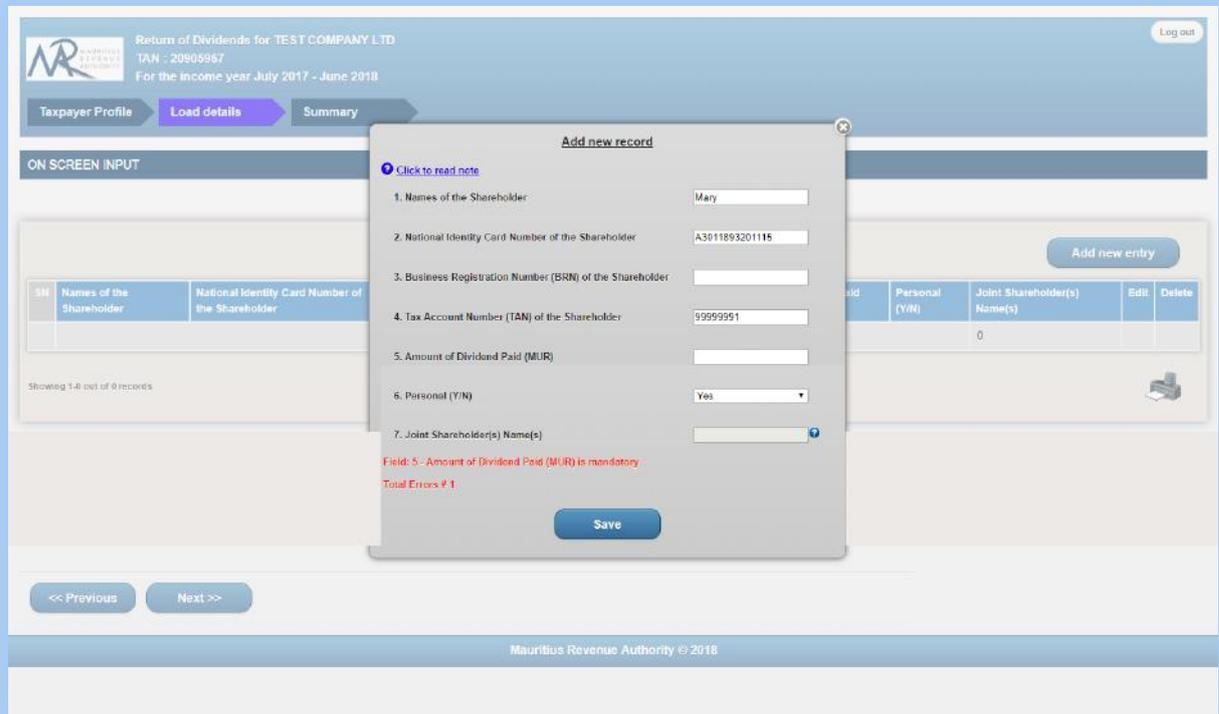 MAURITIUS
REVENUE
AUTHORITY
Return of Dividends for TEST COMPANY LTD
TAN : 20905967
For the income year July 2017 - June 2018
Log out
Taxpayer Profile
Load details
Summary
ON SCREEN INPUT
Add new record
Click to read note
1. Names of the Shareholder
Mary
2. National Identity Card Number of the Shareholder
A3011893201115
3. Business Registration Number (BRN) of the Shareholder
4. Tax Account Number (TAN) of the Shareholder
99999991
5. Amount of Dividend Paid (MUR)
6. Personal (Y/N)
Yes
7. Joint Shareholder(s) Name(s)
Field: 5 - Amount of Dividend Paid (MUR) is mandatory
Total Errors # 1
Save
Add new entry
SN
Names of the
Shareholder
National Identity Card Number of
the Shareholder
aid
Personal
(Y/N)
Joint Shareholder(s)
Name(s)
Edit
Delete
0
Showing 1-0 out of 0 records
<< Previous
Next >>
Mauritius Revenue Authority © 2018